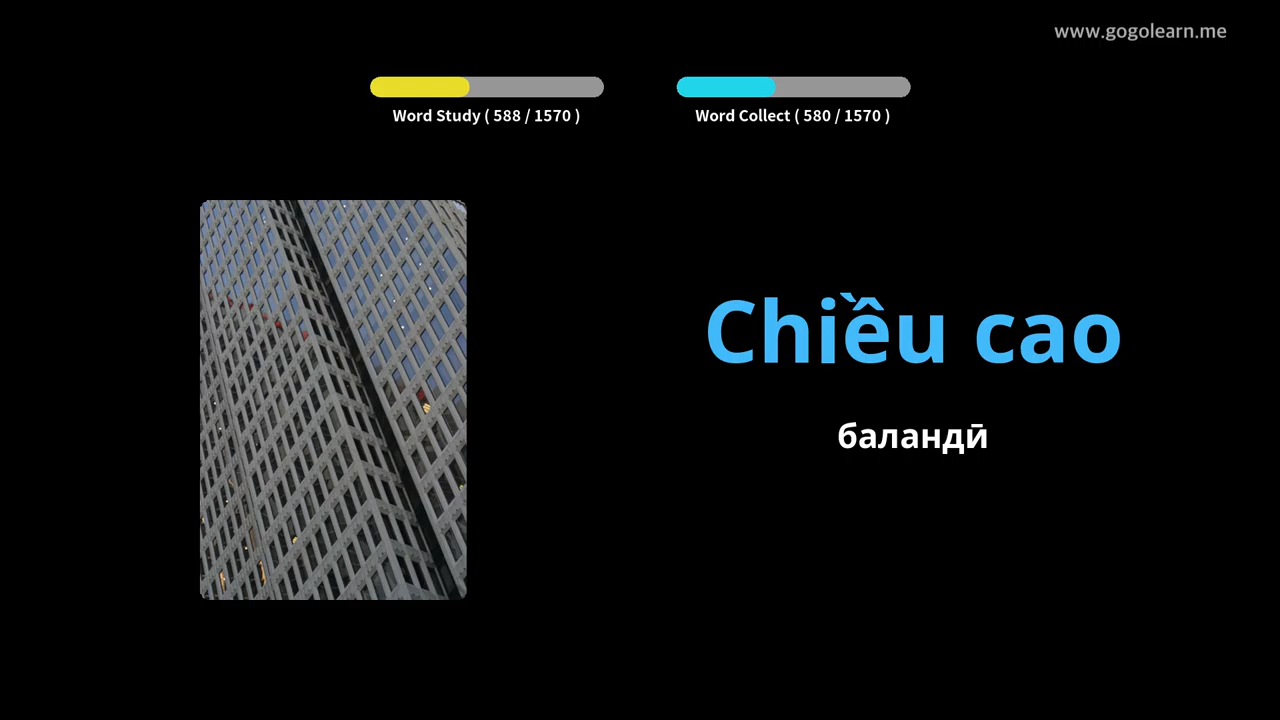 www.gogolearn.me
Word Study ( 588 / 1570 )
Word Collect ( 580 / 1570 )
Chiều cao
баландӣ